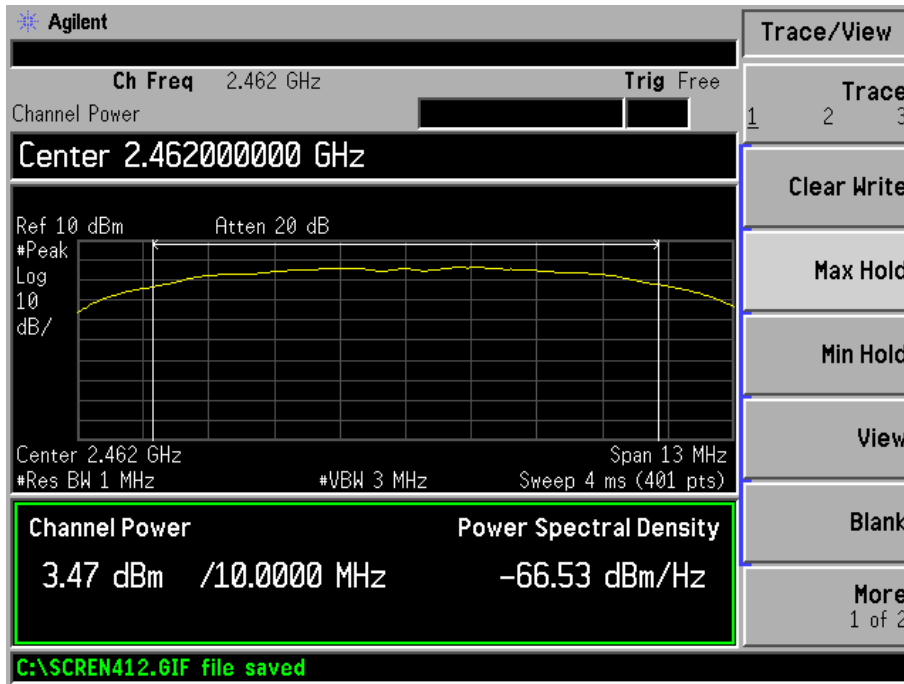 Agilent
Trace/View
Ch Freq 2.462 GHz Trig Free
Channel Power
Center 2.462000000 GHz
Ref 10 dBm Atten 20 dB
#Peak
Log
10
dB/
Center 2.462 GHz Span 13 MHz
#Res BW 1 MHz #VBW 3 MHz Sweep 4 ms (401 pts)
Channel Power Power Spectral Density
3.47 dBm /10.0000 MHz -66.53 dBm/Hz
C:\SCREN412.GIF file saved
Trace
1 2 3
Clear Write
Max Hold
Min Hold
View
Blank
More
1 of 2